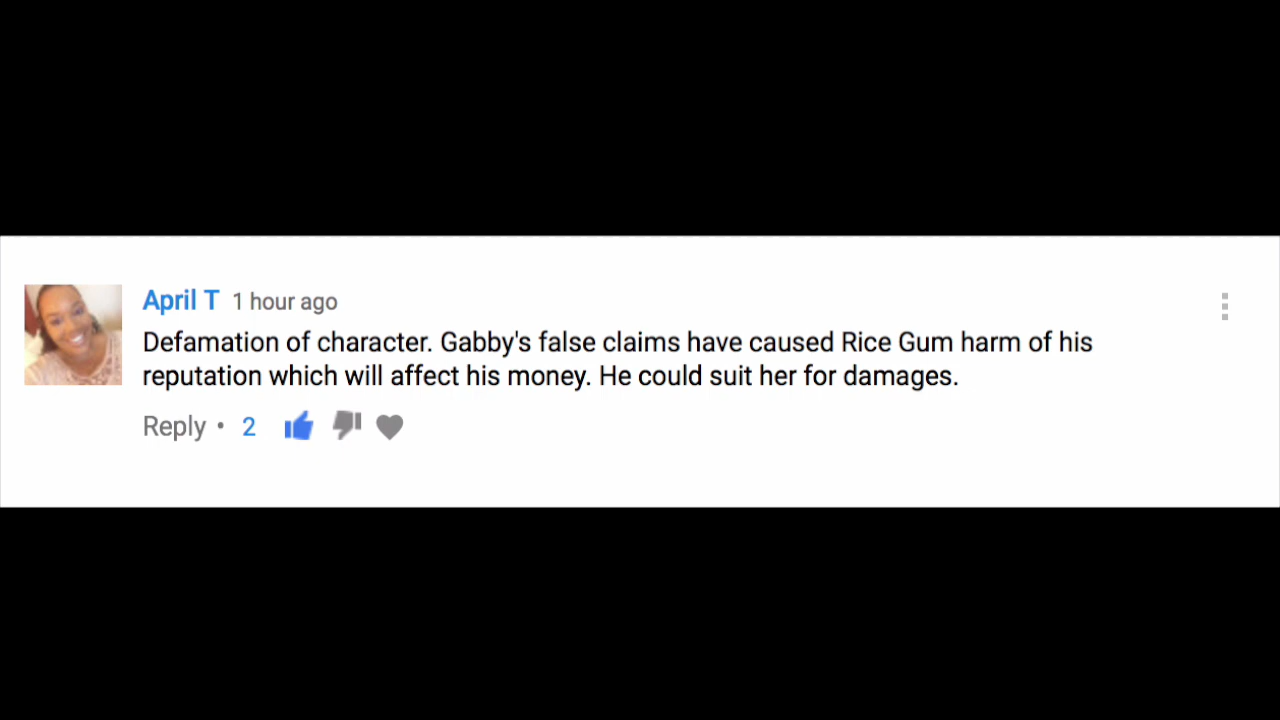 April T 1 hour ago
Defamation of character. Gabby's false claims have caused Rice Gum harm of his
reputation which will affect his money. He could suit her for damages.
Reply • 2